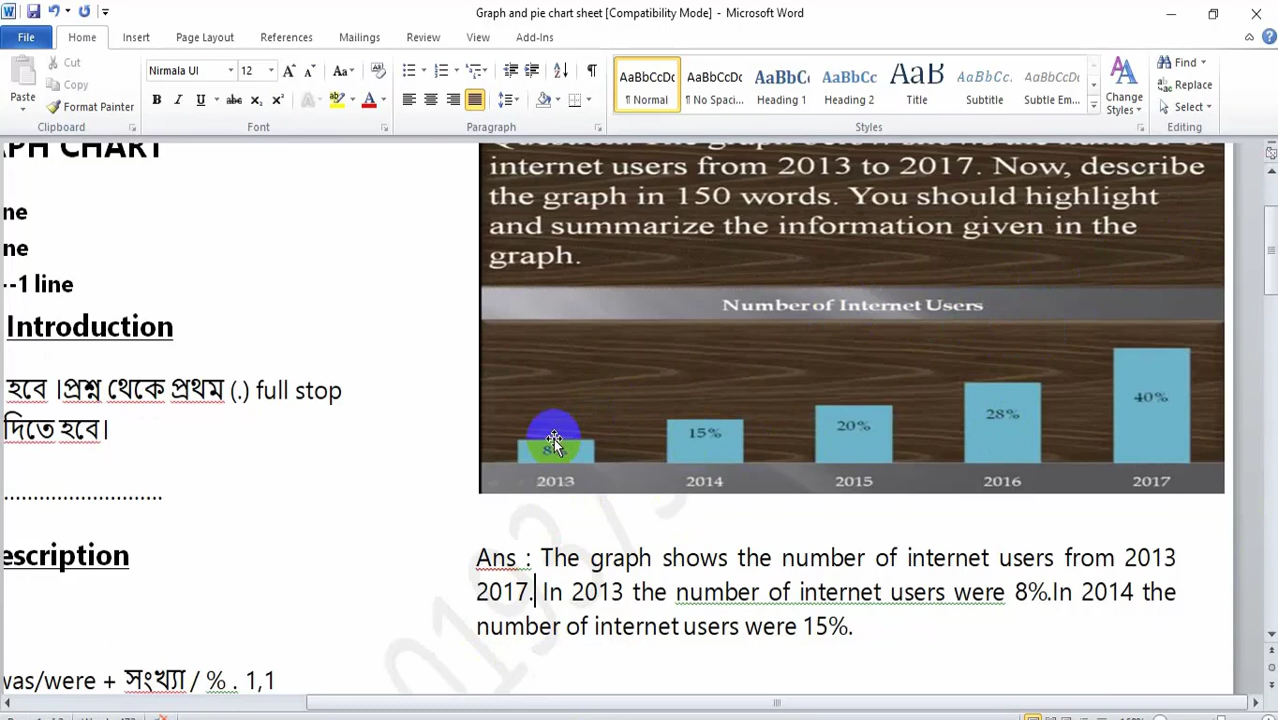 Graph and pie chart sheet [Compatibility Mode] - Microsoft Word
File Home Insert Page Layout References Mailings Review View Add-Ins
Paste
Cut
Copy
Format Painter
Clipboard
Nirmala UI 12
Font
Paragraph
AaBbCcDc ¶ Normal
AaBbCcDc ¶ No Spaci...
AaBbC Heading 1
AaBbCc Heading 2
AaB Title
AaBbCc. Subtitle
AaBbCcDc Subtle Em...
Change Styles
Styles
Find
Replace
Select
Editing
PH CHART
ne
ne
--1 line
Introduction
হবে ।প্রশ্ন থেকে প্রথম (.) full stop
দিতে হবে।
escription
was/were + সংখ্যা / % . 1,1
internet users from 2013 to 2017. Now, describe
the graph in 150 words. You should highlight
and summarize the information given in the
graph.
Number of Internet Users
8% 15% 20% 28% 40%
2013 2014 2015 2016 2017
Ans : The graph shows the number of internet users from 2013
2017. In 2013 the number of internet users were 8%.In 2014 the
number of internet users were 15%.